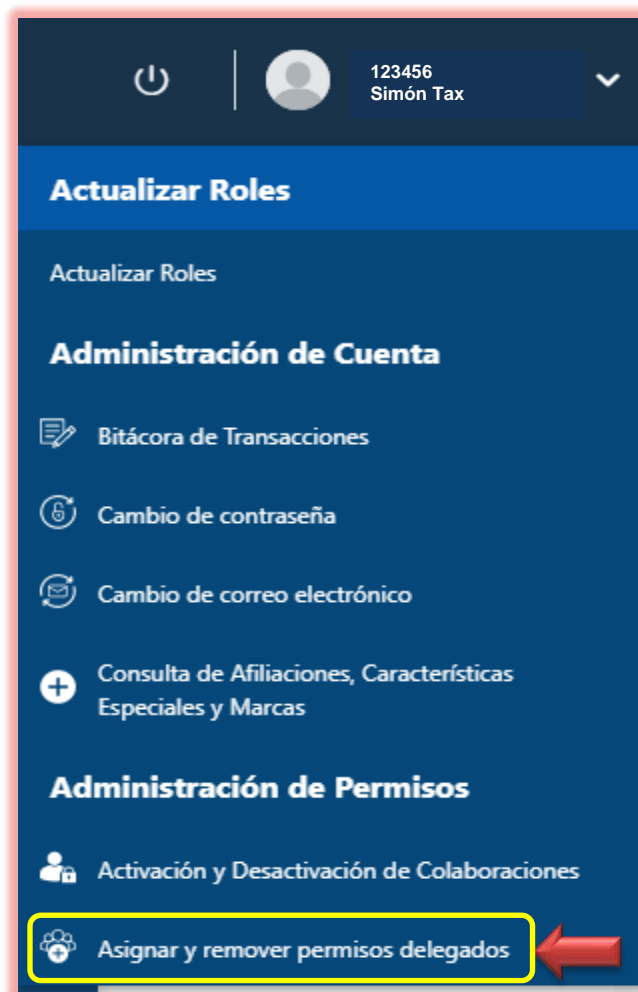 123456
Simón Tax
Actualizar Roles
Actualizar Roles
Administración de Cuenta
Bitácora de Transacciones
Cambio de contraseña
Cambio de correo electrónico
Consulta de Afiliaciones, Características
Especiales y Marcas
Administración de Permisos
Activación y Desactivación de Colaboraciones
Asignar y remover permisos delegados